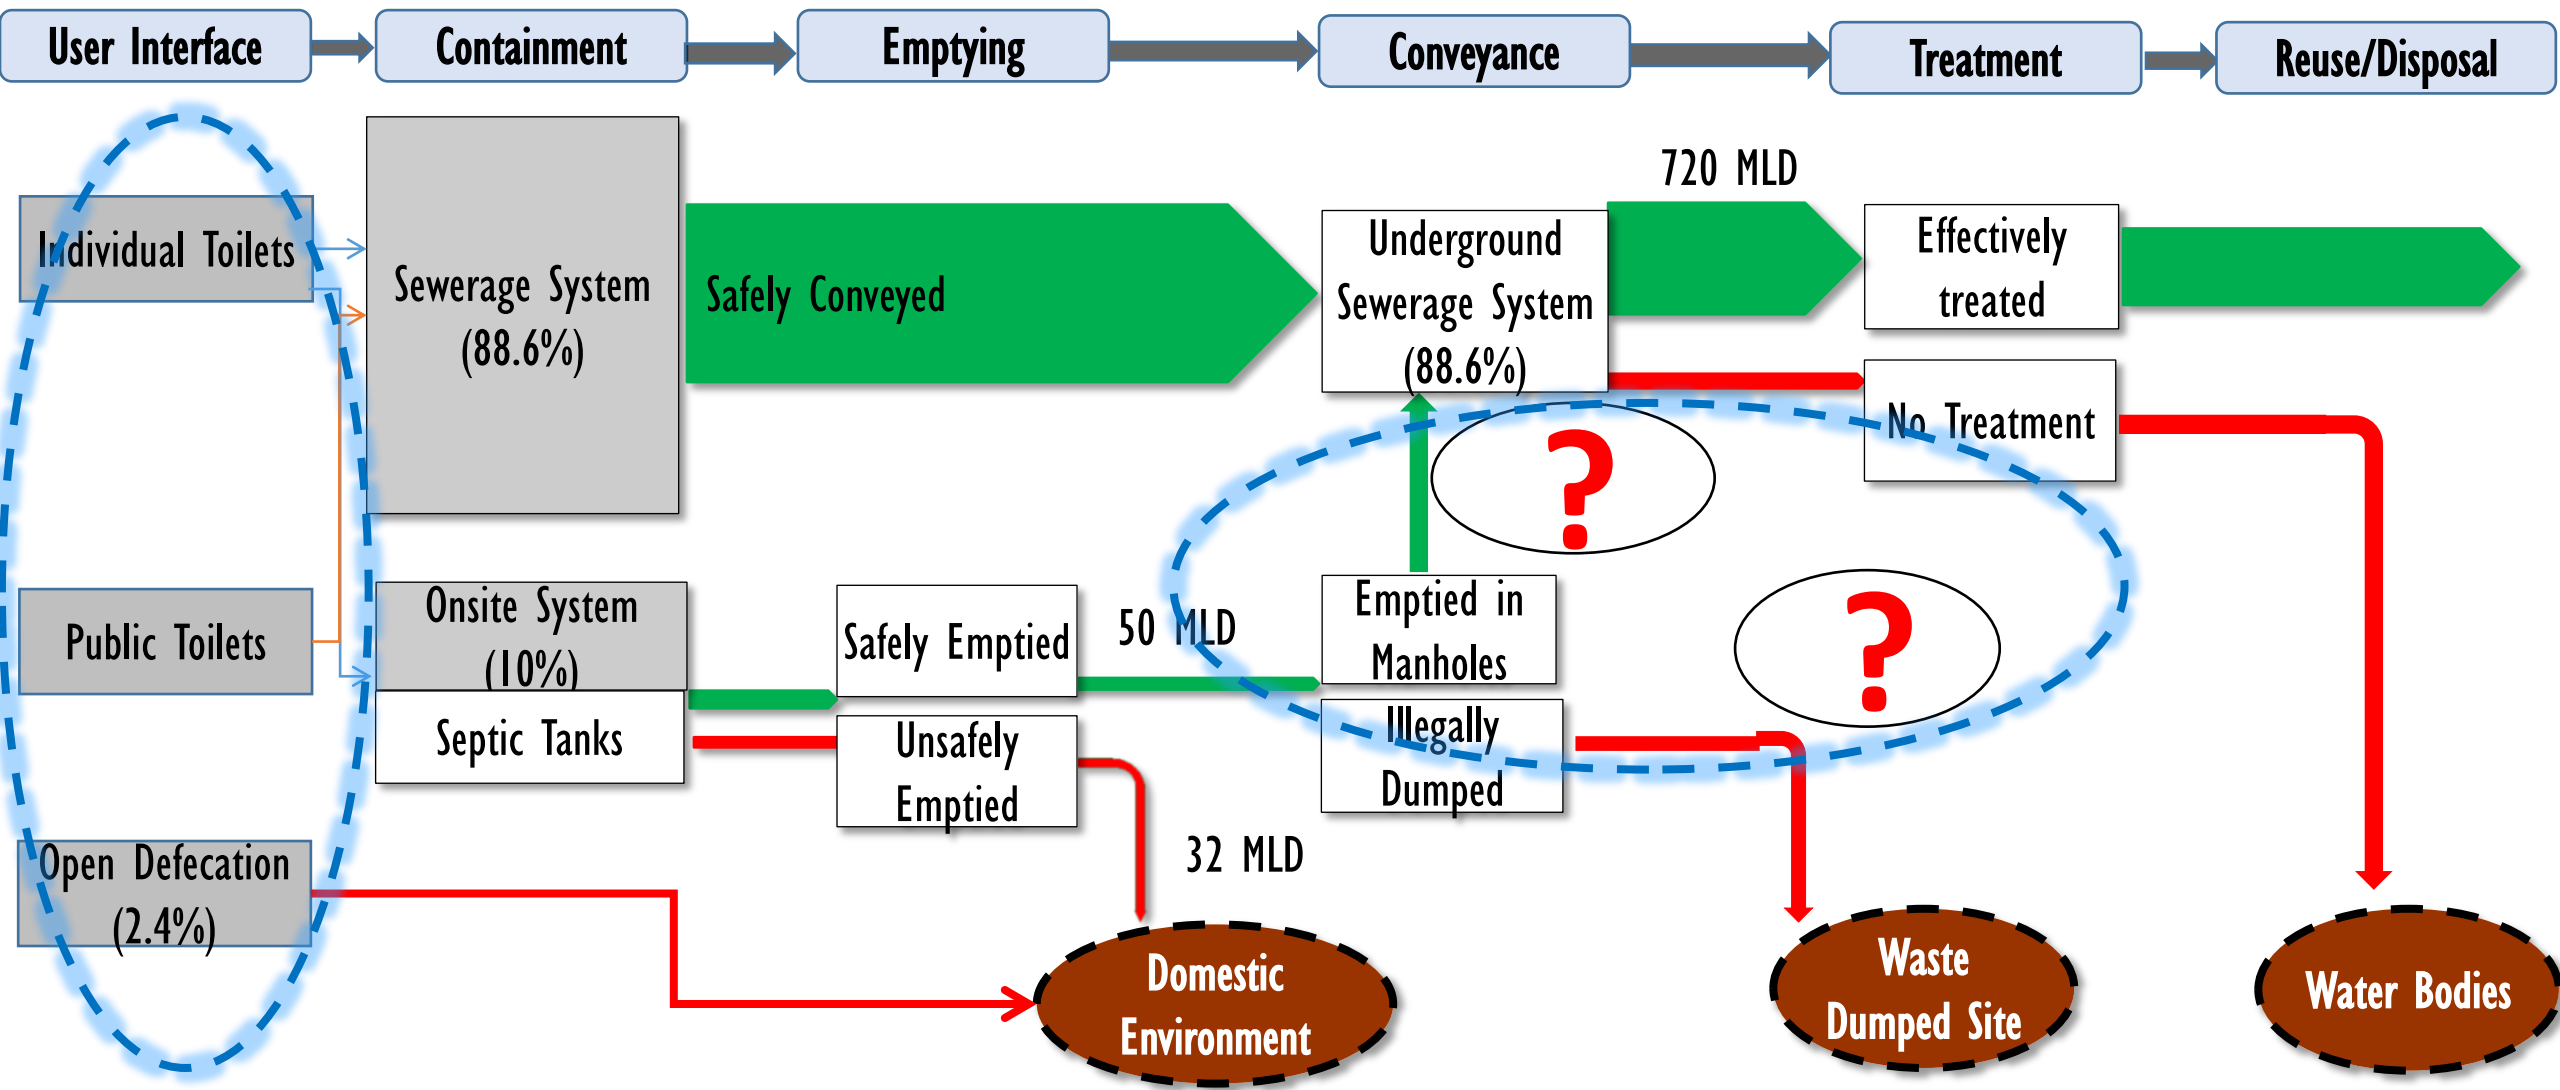 User Interface
Containment
Emptying
Conveyance
Treatment
Reuse/Disposal
720 MLD
Individual Toilets
Sewerage System
(88.6%)
Safely Conveyed
Underground
Sewerage System
(88.6%)
Effectively
treated
No Treatment
?
Public Toilets
Onsite System
(10%)
Septic Tanks
Safely Emptied
50 MLD
Emptied in
Manholes
?
Unsafely
Emptied
Illegally
Dumped
Open Defecation
(2.4%)
32 MLD
Domestic
Environment
Waste
Dumped Site
Water Bodies